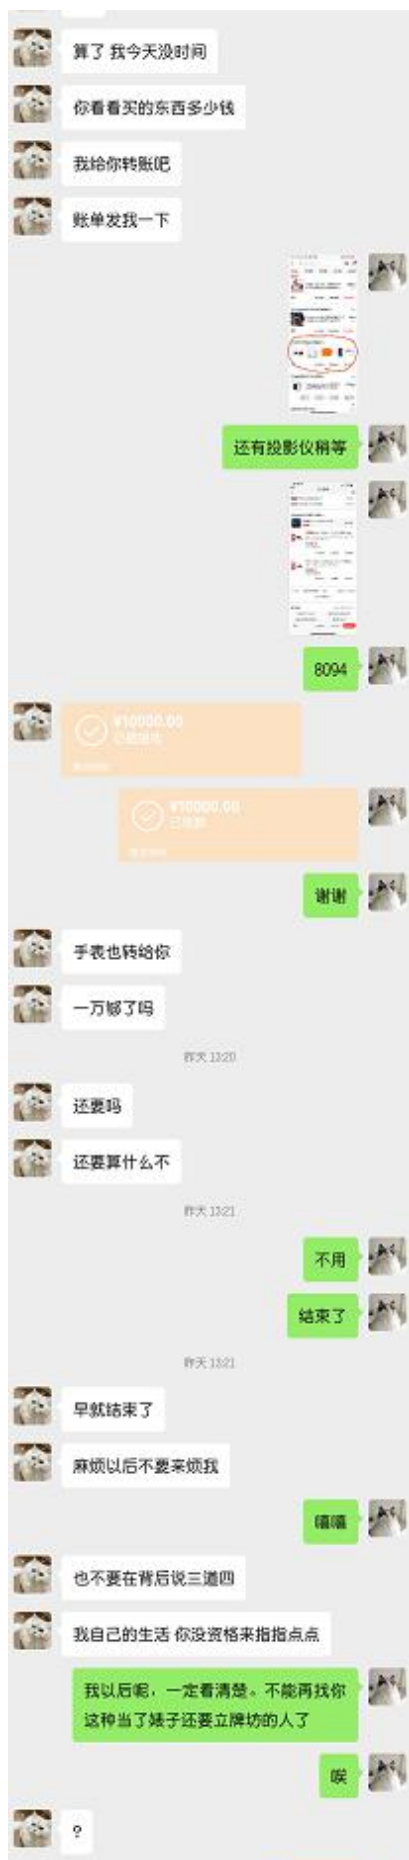 算了 我今天没时间
你看看买的东西多少钱
我给你转账吧
账单发我一下
还有投影仪稍等
8094
¥10000.00
¥10000.00
已收款
谢谢
手表也转给你
一万够了吗
昨天 13:20
还要吗
还要算什么不
昨天 13:21
不用
结束了
昨天 13:21
早就结束了
麻烦以后不要来烦我
嘻嘻
也不要在背后说三道四
我自己的生活 你没资格来指指点点
我以后呢，一定看清楚。不能再找你
这种当了婊子还要立牌坊的人了
唉
?